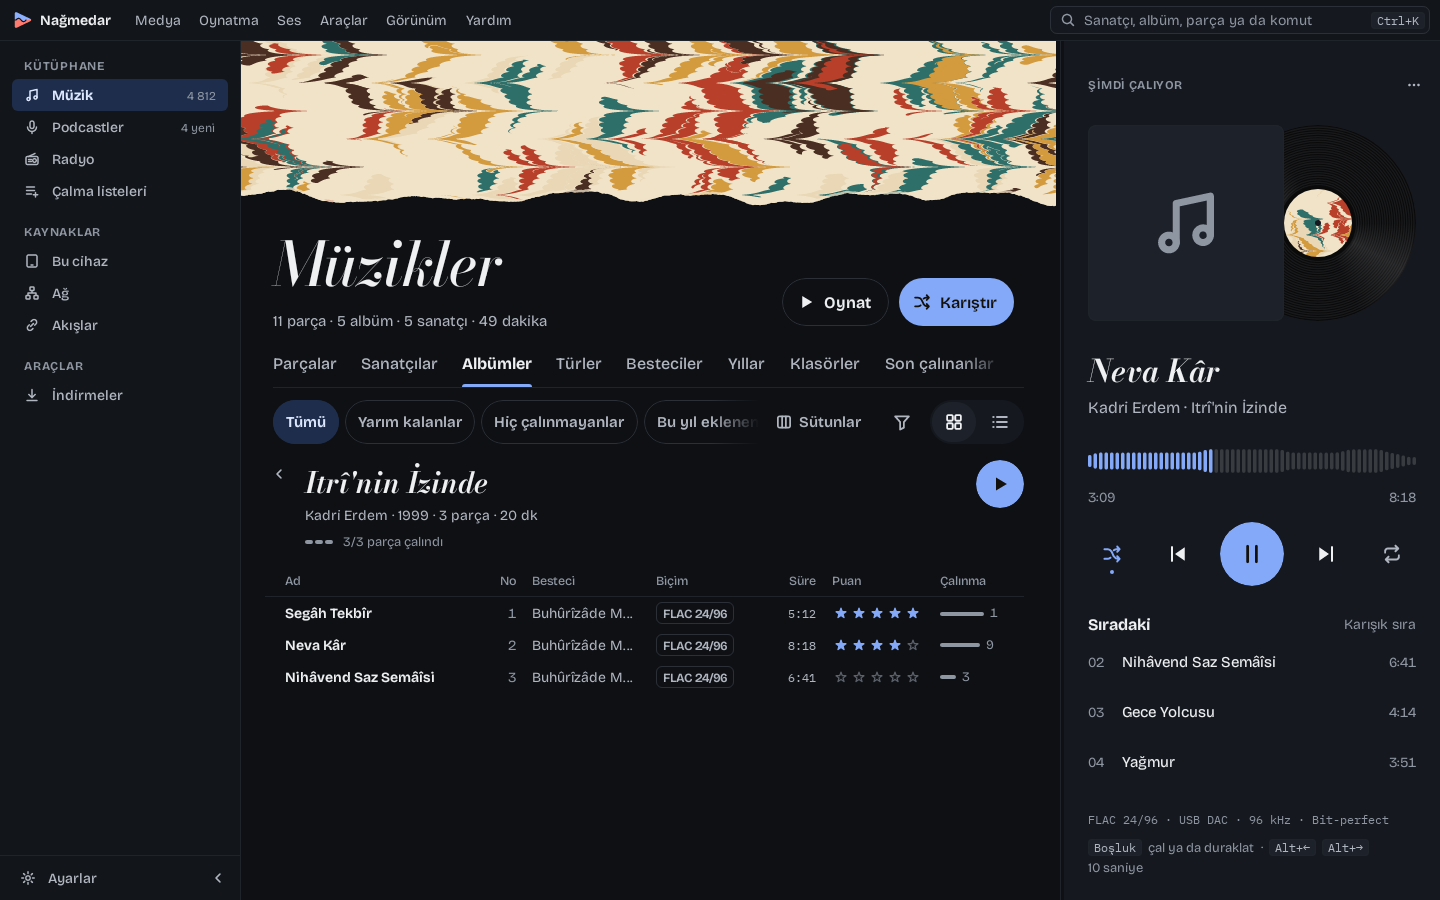 Nağmedar Medya Oynatma Ses Araçlar Görünüm Yardım Sanatçı, albüm, parça ya da komut Ctrl+K
KÜTÜPHANE
Müzik 4 812
Podcastler 4 yeni
Radyo
Çalma listeleri
KAYNAKLAR
Bu cihaz
Ağ
Akışlar
ARAÇLAR
İndirmeler
Ayarlar
Müzikler
11 parça · 5 albüm · 5 sanatçı · 49 dakika
Oynat Karıştır
Parçalar Sanatçılar Albümler Türler Besteciler Yıllar Klasörler Son çalınanlar
Tümü Yarım kalanlar Hiç çalınmayanlar Bu yıl eklenen Sütunlar
Itrî'nin İzinde
Kadri Erdem · 1999 · 3 parça · 20 dk
3/3 parça çalındı
Ad No Besteci Biçim Süre Puan Çalınma
Segâh Tekbîr 1 Buhûrîzâde M... FLAC 24/96 5:12 1
Neva Kâr 2 Buhûrîzâde M... FLAC 24/96 8:18 9
Nihâvend Saz Semâîsi 3 Buhûrîzâde M... FLAC 24/96 6:41 3
ŞİMDİ ÇALIYOR
Neva Kâr
Kadri Erdem · Itrî'nin İzinde
3:09 8:18
Sıradaki Karışık sıra
02 Nihâvend Saz Semâîsi 6:41
03 Gece Yolcusu 4:14
04 Yağmur 3:51
FLAC 24/96 · USB DAC · 96 kHz · Bit-perfect
Boşluk çal ya da duraklat · Alt+← Alt+→
10 saniye